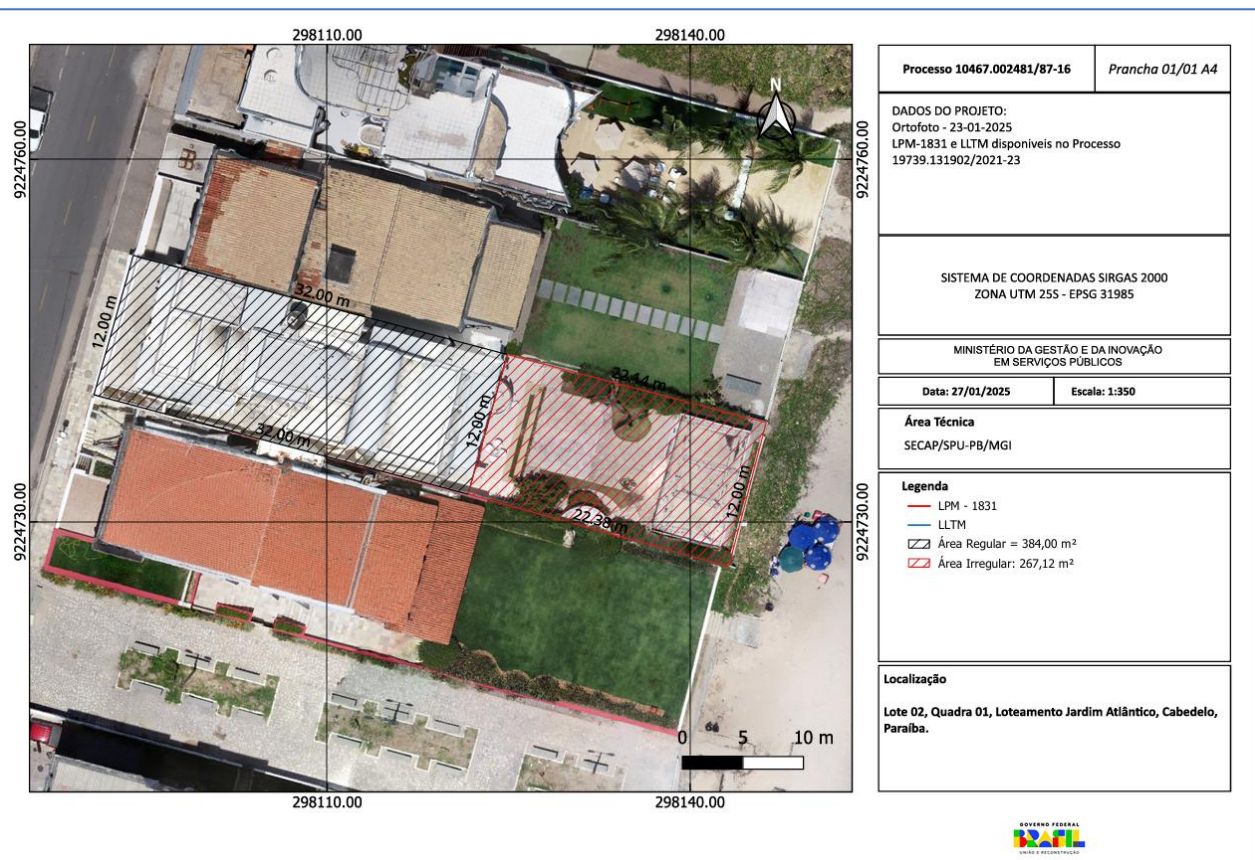 298110.00
298140.00
9224760.00
9224760.00
N
32.00 m
12.00 m
22.14 m
12.00 m
32.00 m
12.00 m
22.38 m
9224730.00
9224730.00
0 5 10 m
298110.00
298140.00
Processo 10467.002481/87-16
Prancha 01/01 A4
DADOS DO PROJETO:
Ortofoto - 23-01-2025
LPM-1831 e LLTM disponiveis no Processo
19739.131902/2021-23
SISTEMA DE COORDENADAS SIRGAS 2000
ZONA UTM 25S - EPSG 31985
MINISTÉRIO DA GESTÃO E DA INOVAÇÃO
EM SERVIÇOS PÚBLICOS
Data: 27/01/2025
Escala: 1:350
Área Técnica
SECAP/SPU-PB/MGI
Legenda
LPM - 1831
LLTM
Área Regular = 384,00 m²
Área Irregular: 267,12 m²
Localização
Lote 02, Quadra 01, Loteamento Jardim Atlântico, Cabedelo,
Paraíba.
GOVERNO FEDERAL
BRASIL
UNIÃO E RECONSTRUÇÃO